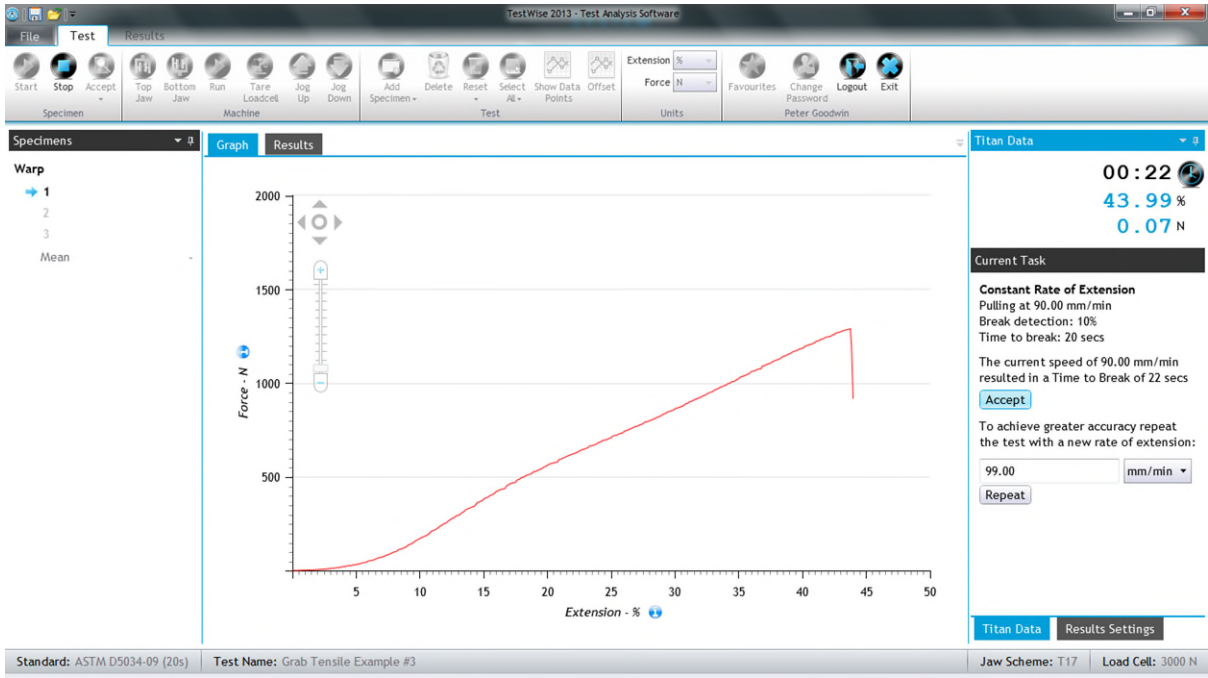 TestWise 2013 - Test Analysis Software
File Test Results
Start Stop Accept Top Jaw Bottom Jaw Run Tare Loadcell Jog Up Jog Down Add Specimen Delete Reset Select All Show Data Points Offset Extension % Force N Favourites Change Password Logout Exit
Specimen Machine Test Units Peter Goodwin
Specimens
Warp
1
2
3
Mean -
Graph Results
2000
1500
1000
500
Force - N
5 10 15 20 25 30 35 40 45 50
Extension - %
Titan Data
00:22
43.99 %
0.07 N
Current Task
Constant Rate of Extension
Pulling at 90.00 mm/min
Break detection: 10%
Time to break: 20 secs
The current speed of 90.00 mm/min
resulted in a Time to Break of 22 secs
Accept
To achieve greater accuracy repeat
the test with a new rate of extension:
99.00 mm/min
Repeat
Titan Data Results Settings
Standard: ASTM D5034-09 (20s) Test Name: Grab Tensile Example #3 Jaw Scheme: T17 Load Cell: 3000 N